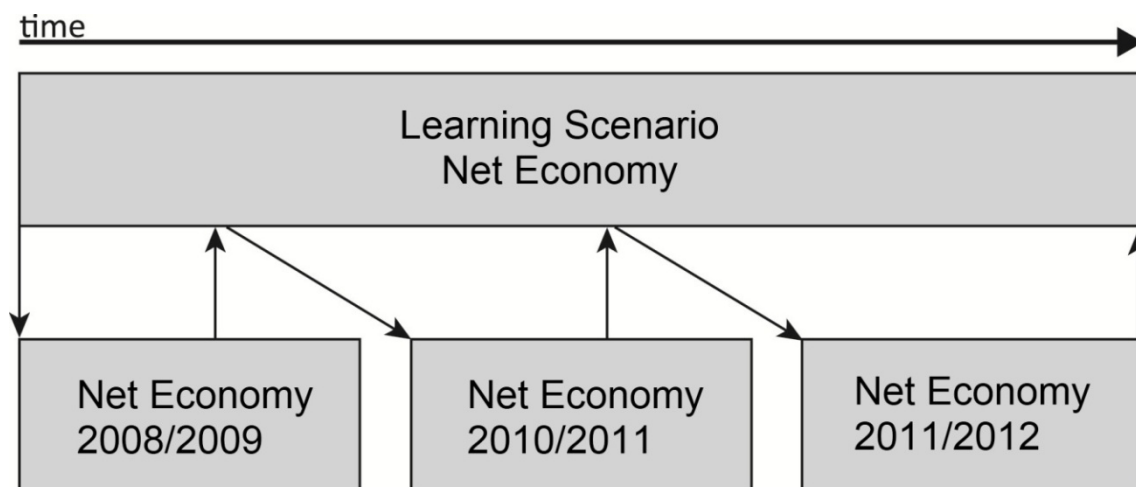 time
Learning Scenario
Net Economy
Net Economy
2008/2009
Net Economy
2010/2011
Net Economy
2011/2012